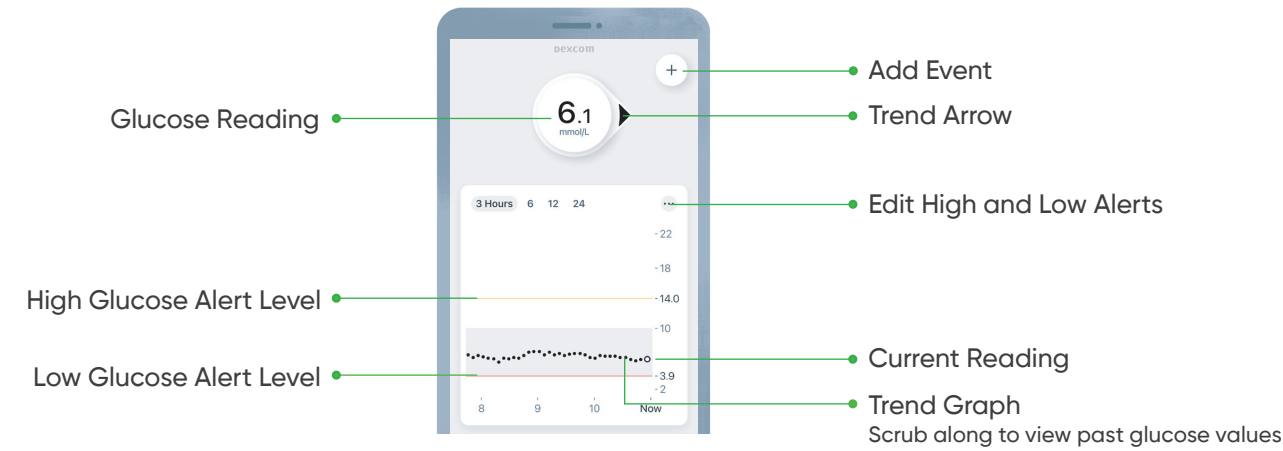 Dexcom
+
6.1
mmol/L
Glucose Reading
Add Event
Trend Arrow
3 Hours 6 12 24
...
Edit High and Low Alerts
22
18
High Glucose Alert Level
14.0
10
Current Reading
Low Glucose Alert Level
3.9
2
8 9 10 Now
Trend Graph
Scrub along to view past glucose values